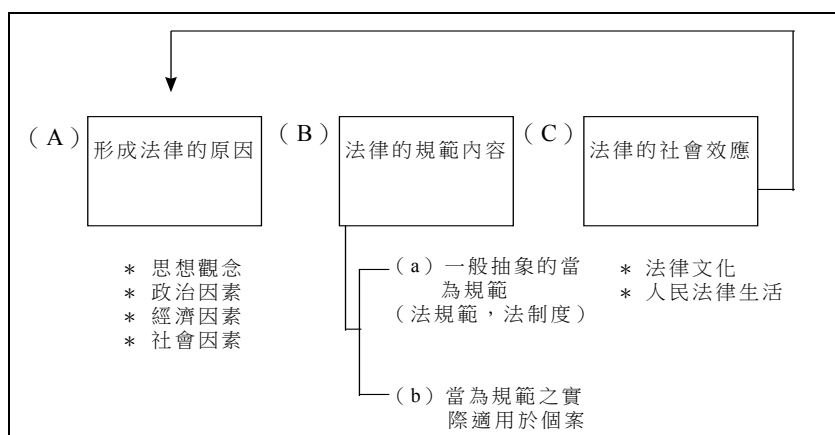 （A）
形成法律的原因
* 思想觀念
* 政治因素
* 經濟因素
* 社會因素
（B）
法律的規範內容
（a）一般抽象的當
為規範
（法規範，法制度）
（b）當為規範之實
際適用於個案
（C）
法律的社會效應
* 法律文化
* 人民法律生活